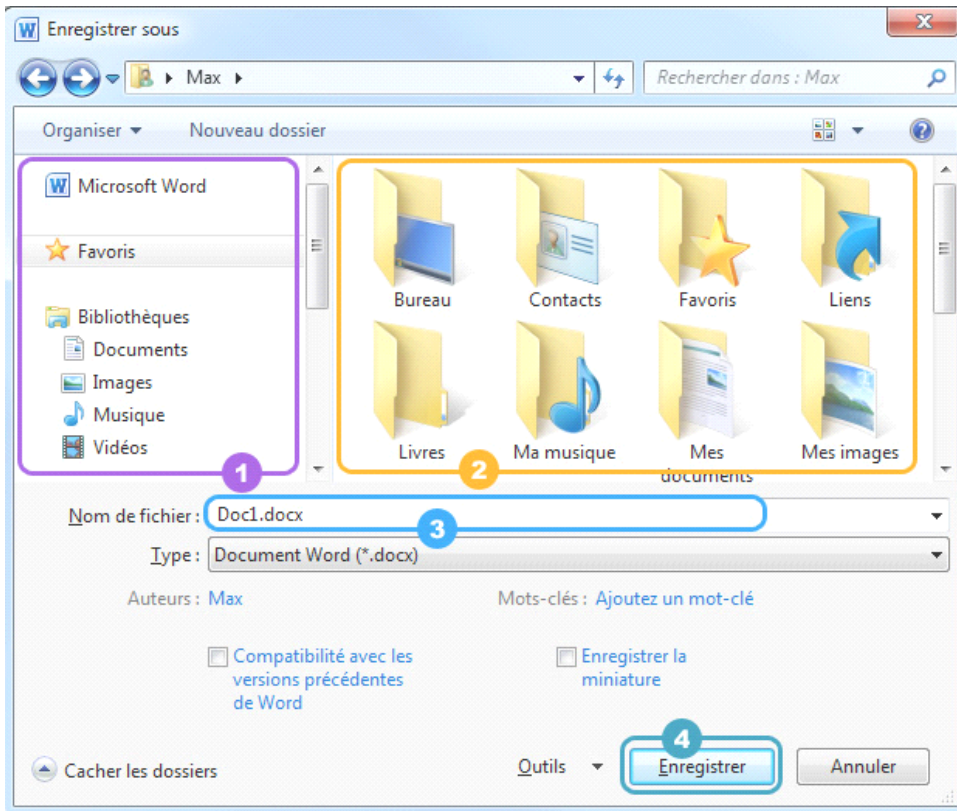 Enregistrer sous
Max
Rechercher dans : Max
Organiser
Nouveau dossier
Microsoft Word
Favoris
Bibliothèques
Documents
Images
Musique
Vidéos
1
Bureau
Contacts
Favoris
Liens
Livres
Ma musique
Mes
documents
Mes images
2
Nom de fichier :
Doc1.docx
3
Type :
Document Word (*.docx)
Auteurs : Max
Mots-clés : Ajoutez un mot-clé
Compatibilité avec les
versions précédentes
de Word
Enregistrer la
miniature
Cacher les dossiers
Outils
4
Enregistrer
Annuler